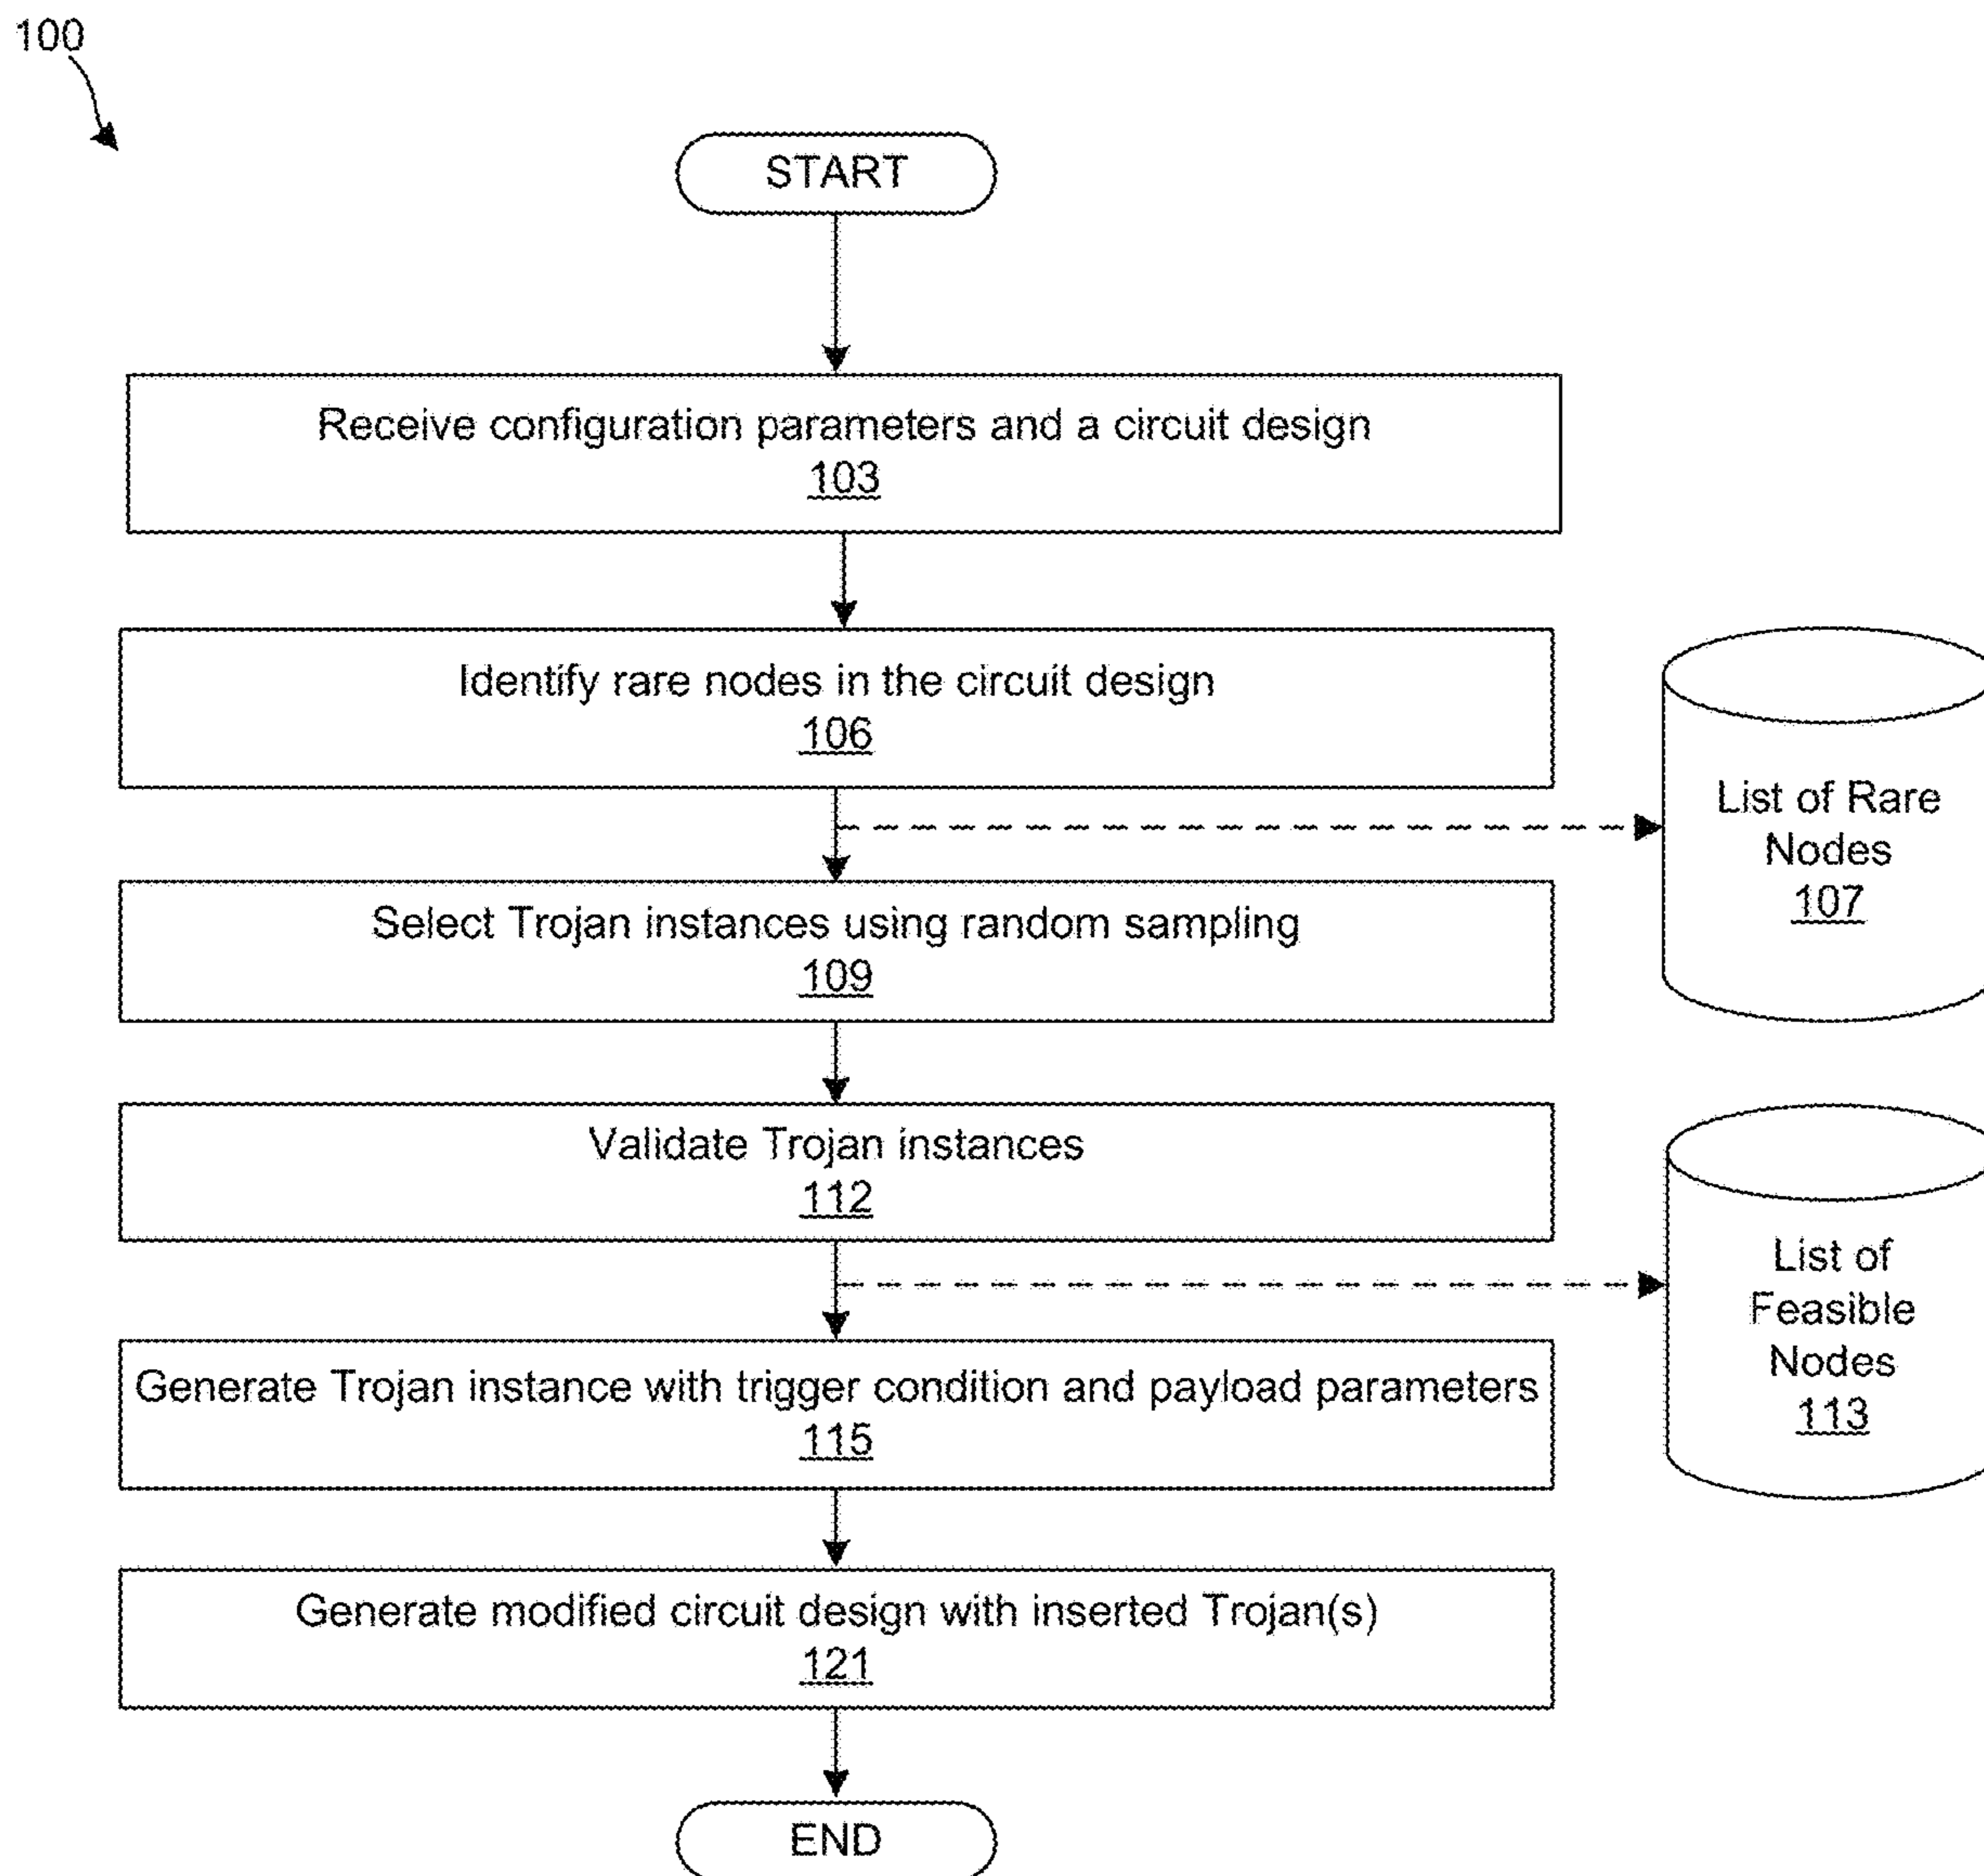 100
START
Receive configuration parameters and a circuit design
103
Identify rare nodes in the circuit design
106
List of Rare
Nodes
107
Select Trojan instances using random sampling
109
Validate Trojan instances
112
List of
Feasible
Nodes
113
Generate Trojan instance with trigger condition and payload parameters
115
Generate modified circuit design with inserted Trojan(s)
121
END